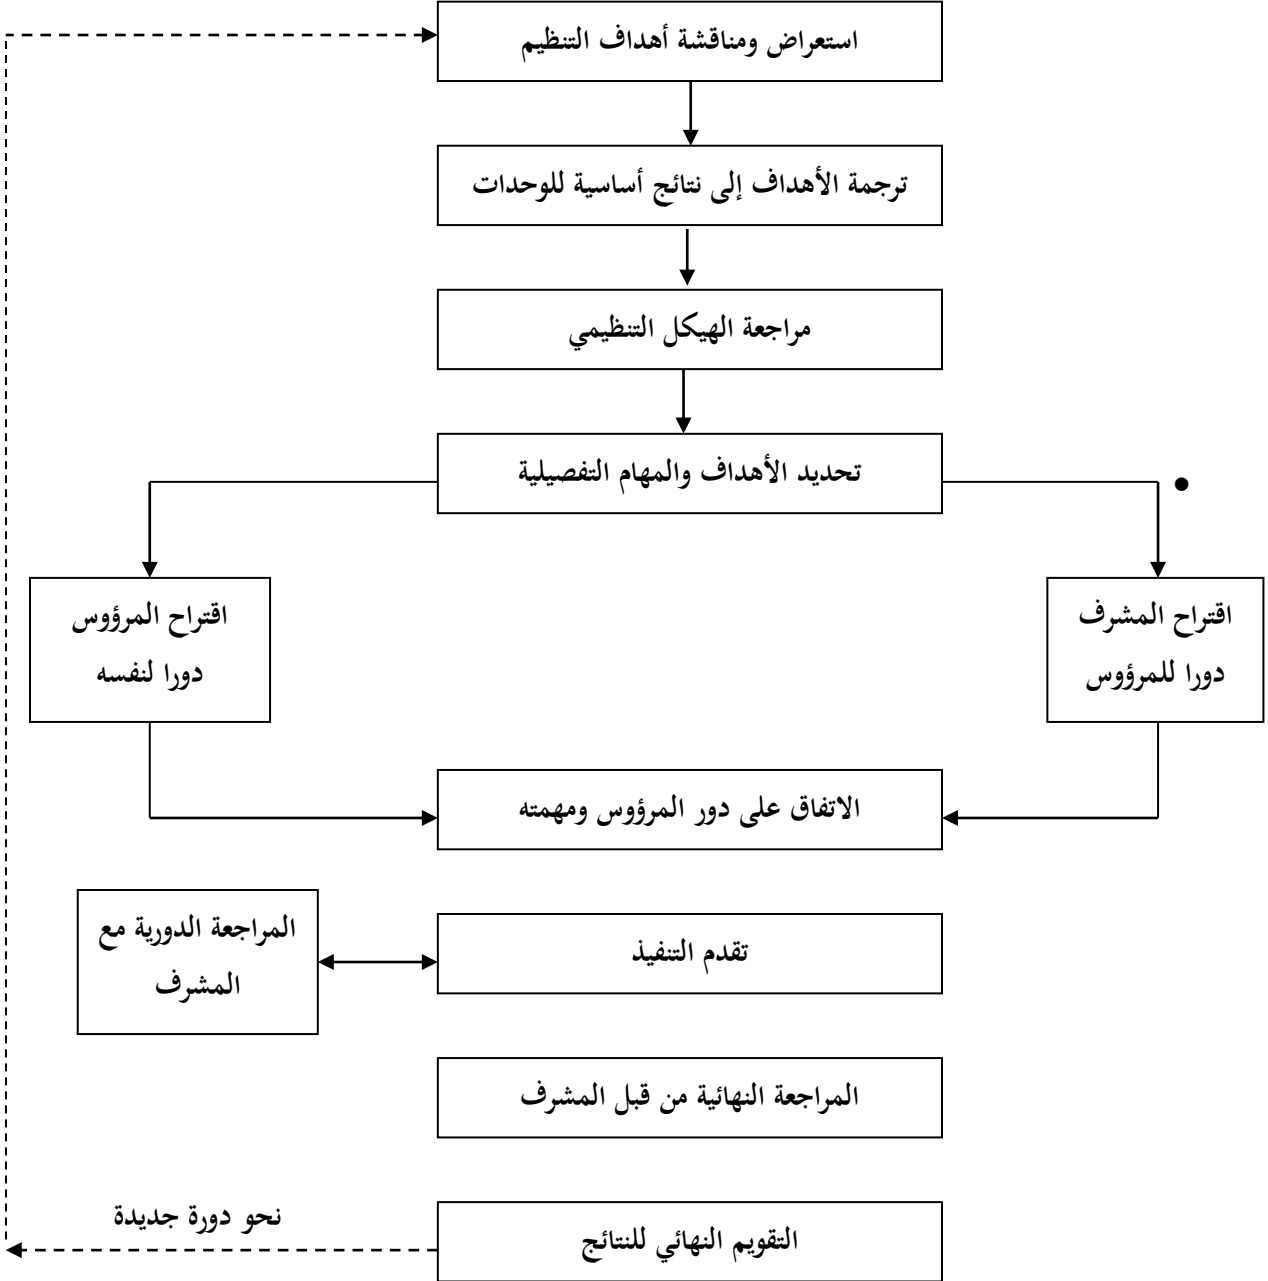 استعراض ومناقشة أهداف التنظيم
ترجمة الأهداف إلى نتائج أساسية للوحدات
مراجعة الهيكل التنظيمي
تحديد الأهداف والمهام التفصيلية
اقتراح المشرف
دورا للمرؤوس
اقتراح المرؤوس
دورا لنفسه
الاتفاق على دور المرؤوس ومهمته
تقدم التنفيذ
المراجعة الدورية مع
المشرف
المراجعة النهائية من قبل المشرف
التقويم النهائي للنتائج
نحو دورة جديدة